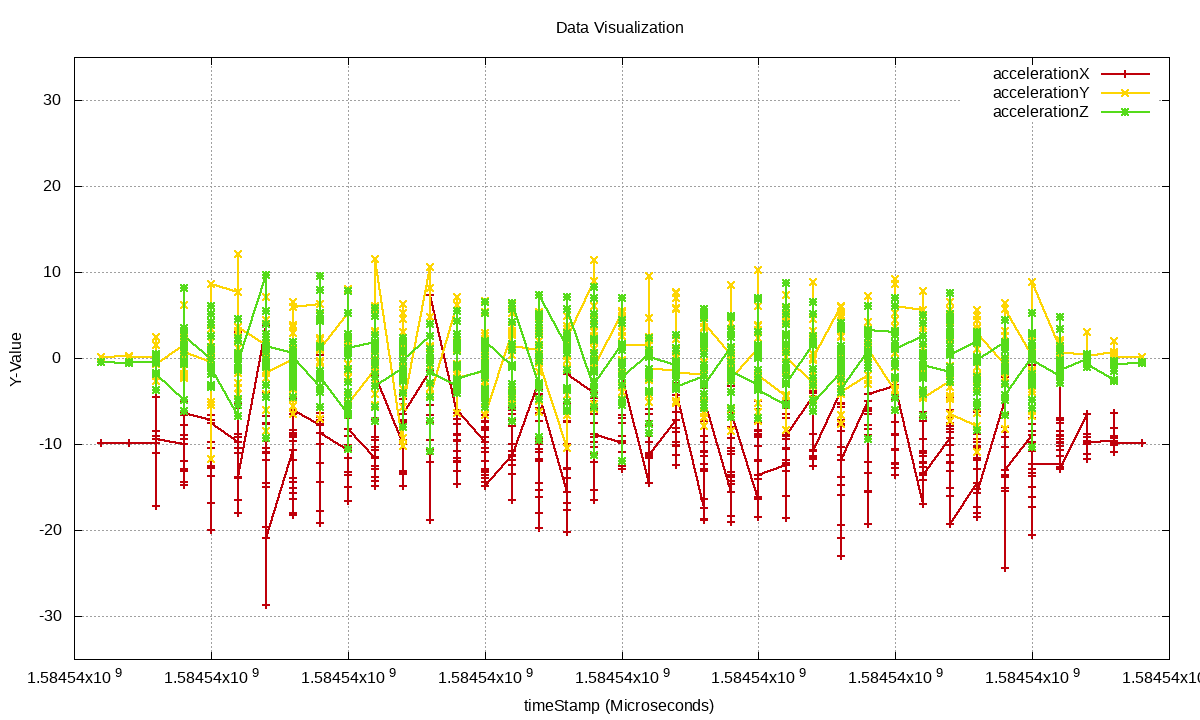 Data Visualization
accelerationX
accelerationY
accelerationZ
30
20
10
0
-10
-20
-30
Y-Value
1.58454x10 9 1.58454x10 9 1.58454x10 9 1.58454x10 9 1.58454x10 9 1.58454x10 9 1.58454x10 9 1.58454x10 9 1.58454x10
timeStamp (Microseconds)